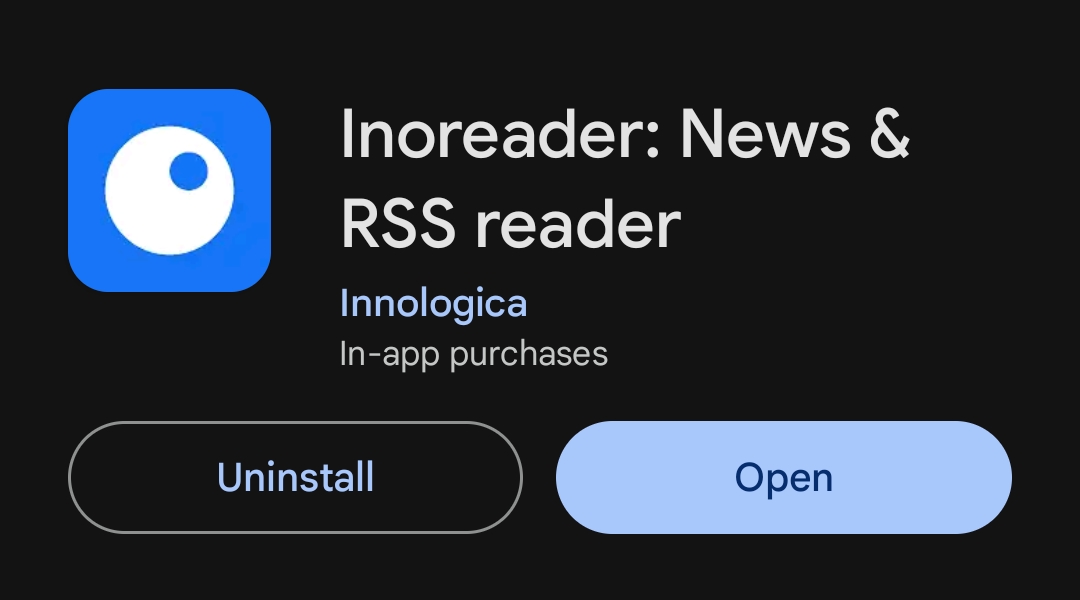 Inoreader: News &
RSS reader
Innologica
In-app purchases
Uninstall
Open